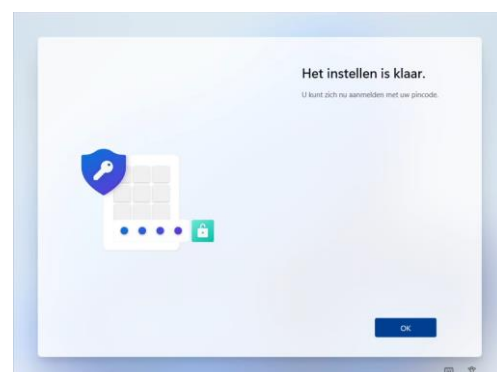 Het instellen is klaar.
U kunt zich nu aanmelden met uw pincode.
OK